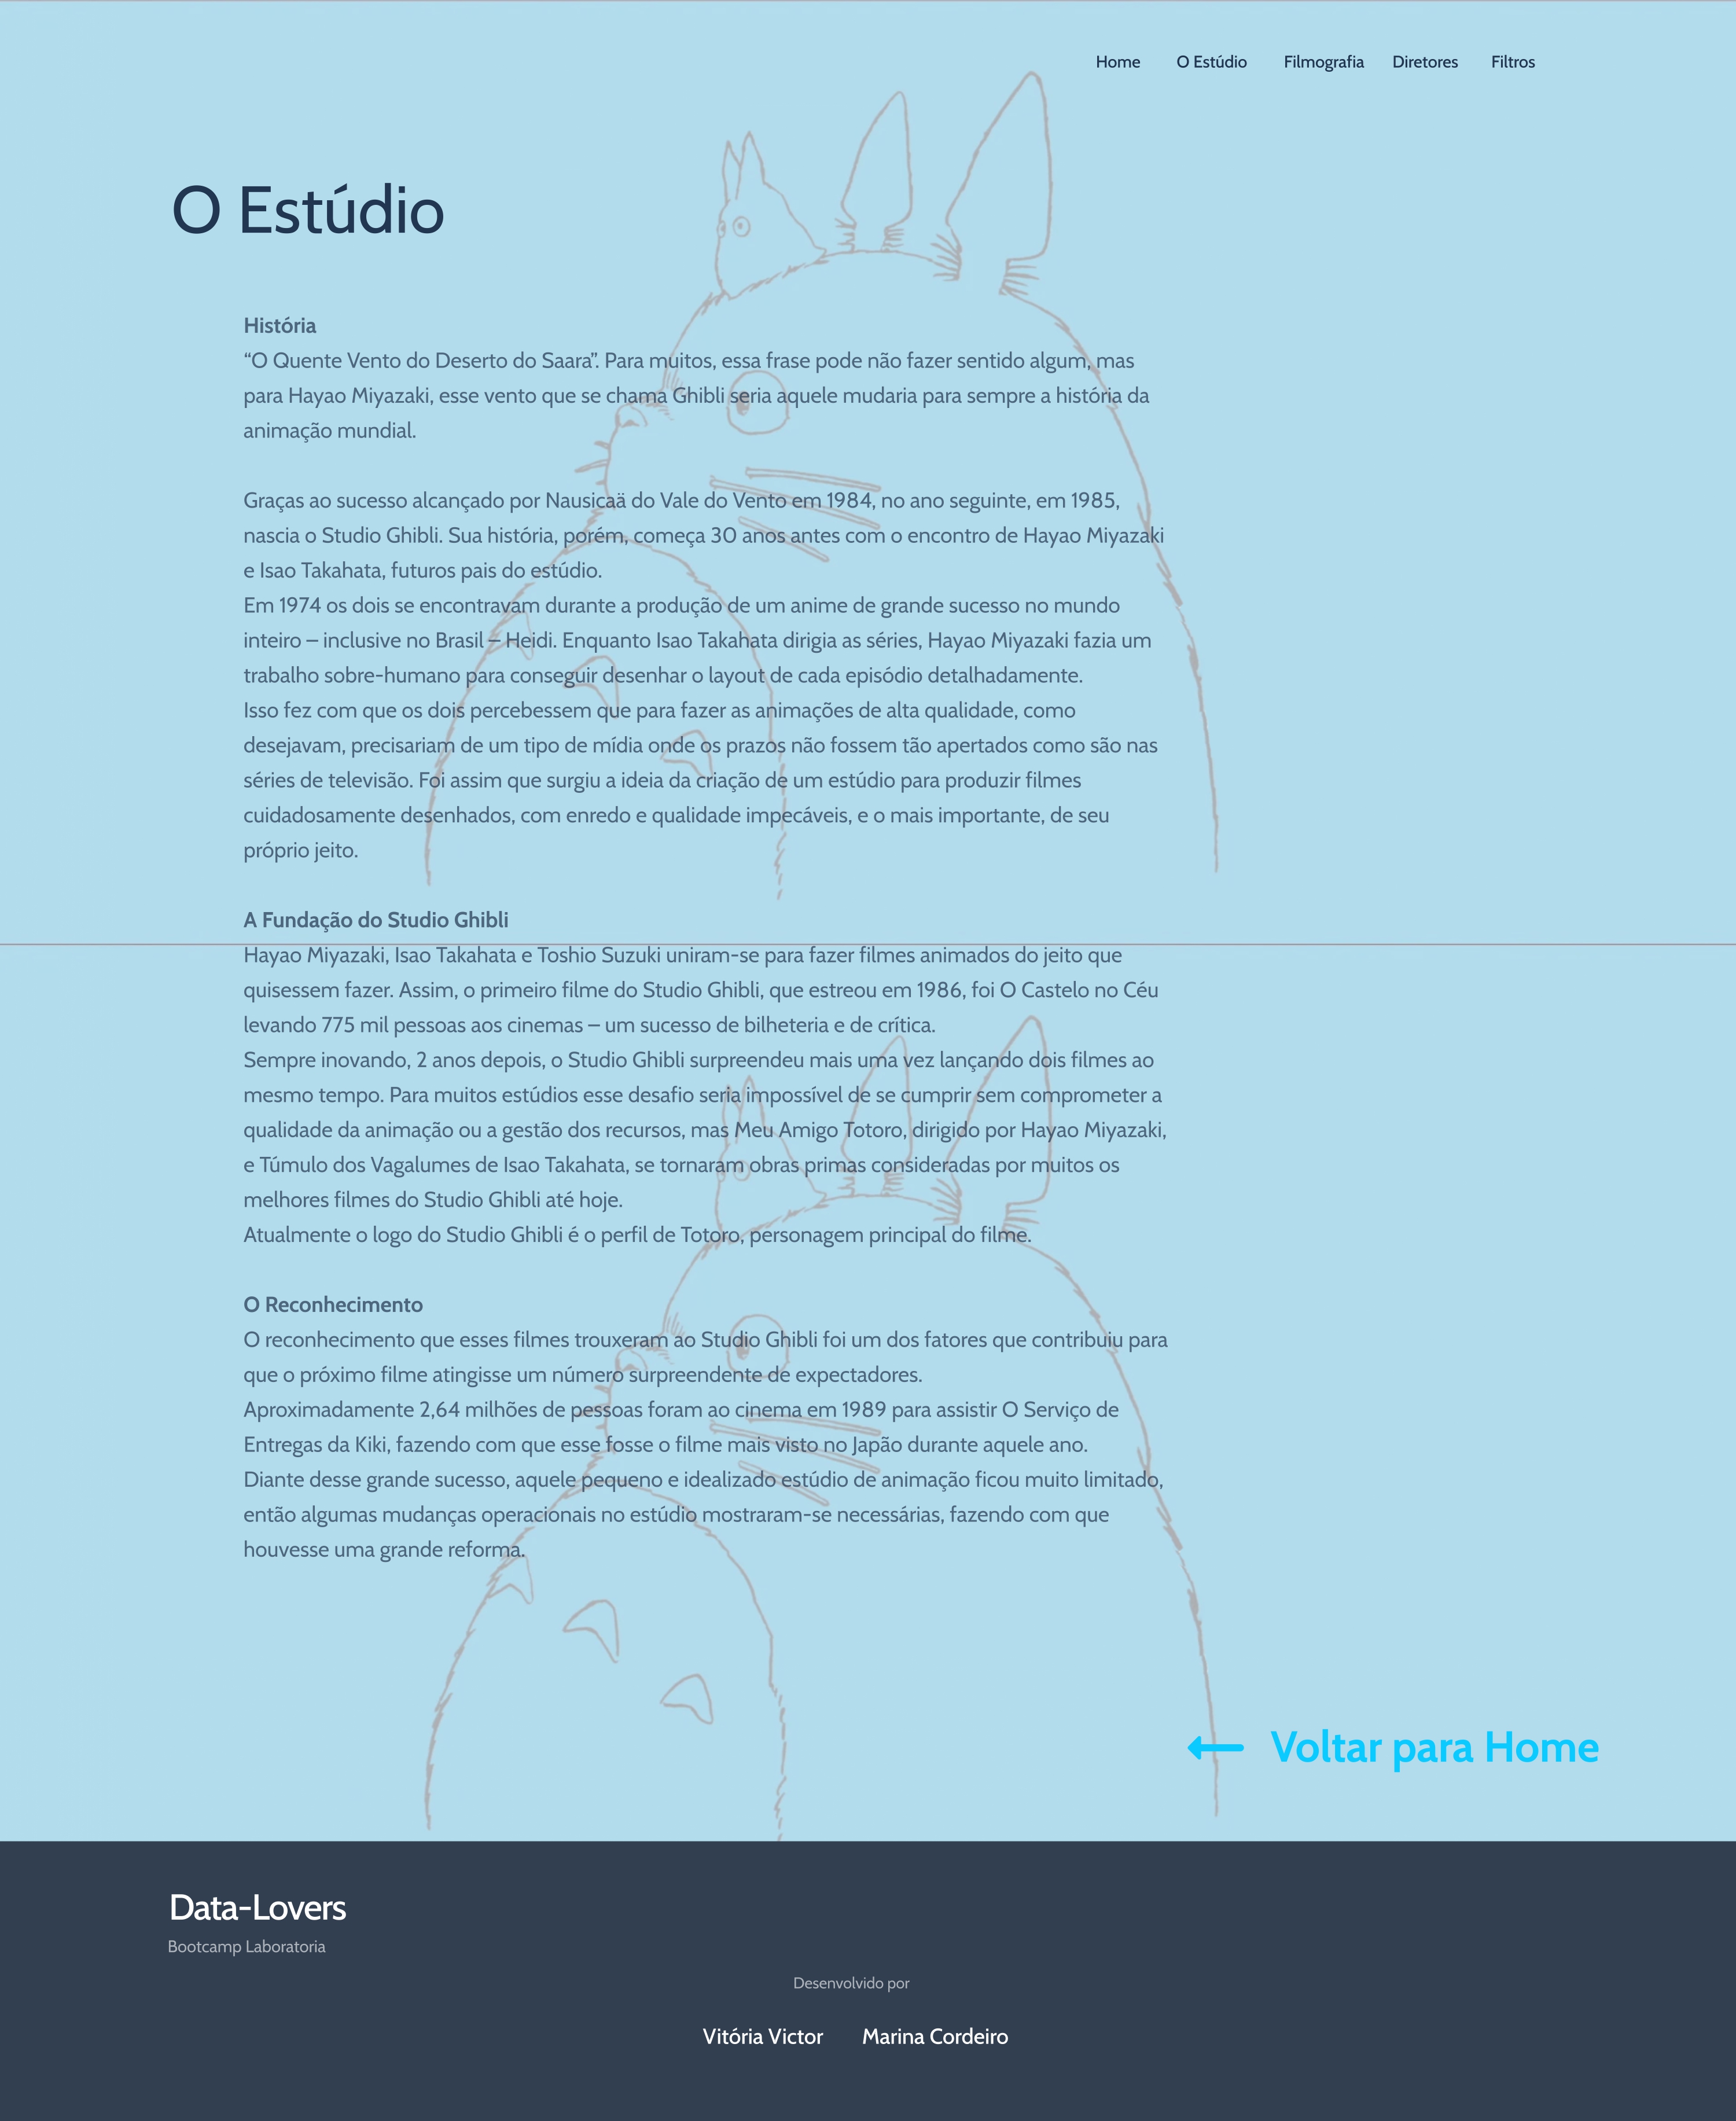 Home O Estúdio Filmografia Diretores Filtros
O Estúdio
História
“O Quente Vento do Deserto do Saara”. Para muitos, essa frase pode não fazer sentido algum, mas
para Hayao Miyazaki, esse vento que se chama Ghibli seria aquele mudaria para sempre a história da
animação mundial.
Graças ao sucesso alcançado por Nausicaä do Vale do Vento em 1984, no ano seguinte, em 1985,
nascia o Studio Ghibli. Sua história, porém, começa 30 anos antes com o encontro de Hayao Miyazaki
e Isao Takahata, futuros pais do estúdio.
Em 1974 os dois se encontravam durante a produção de um anime de grande sucesso no mundo
inteiro – inclusive no Brasil – Heidi. Enquanto Isao Takahata dirigia as séries, Hayao Miyazaki fazia um
trabalho sobre-humano para conseguir desenhar o layout de cada episódio detalhadamente.
Isso fez com que os dois percebessem que para fazer as animações de alta qualidade, como
desejavam, precisariam de um tipo de mídia onde os prazos não fossem tão apertados como são nas
séries de televisão. Foi assim que surgiu a ideia da criação de um estúdio para produzir filmes
cuidadosamente desenhados, com enredo e qualidade impecáveis, e o mais importante, de seu
próprio jeito.
A Fundação do Studio Ghibli
Hayao Miyazaki, Isao Takahata e Toshio Suzuki uniram-se para fazer filmes animados do jeito que
quisessem fazer. Assim, o primeiro filme do Studio Ghibli, que estreou em 1986, foi O Castelo no Céu
levando 775 mil pessoas aos cinemas – um sucesso de bilheteria e de crítica.
Sempre inovando, 2 anos depois, o Studio Ghibli surpreendeu mais uma vez lançando dois filmes ao
mesmo tempo. Para muitos estúdios esse desafio seria impossível de se cumprir sem comprometer a
qualidade da animação ou a gestão dos recursos, mas Meu Amigo Totoro, dirigido por Hayao Miyazaki,
e Túmulo dos Vagalumes de Isao Takahata, se tornaram obras primas consideradas por muitos os
melhores filmes do Studio Ghibli até hoje.
Atualmente o logo do Studio Ghibli é o perfil de Totoro, personagem principal do filme.
O Reconhecimento
O reconhecimento que esses filmes trouxeram ao Studio Ghibli foi um dos fatores que contribuiu para
que o próximo filme atingisse um número surpreendente de expectadores.
Aproximadamente 2,64 milhões de pessoas foram ao cinema em 1989 para assistir O Serviço de
Entregas da Kiki, fazendo com que esse fosse o filme mais visto no Japão durante aquele ano.
Diante desse grande sucesso, aquele pequeno e idealizado estúdio de animação ficou muito limitado,
então algumas mudanças operacionais no estúdio mostraram-se necessárias, fazendo com que
houvesse uma grande reforma.
Voltar para Home
Data-Lovers
Bootcamp Laboratoria
Desenvolvido por
Vitória Victor Marina Cordeiro